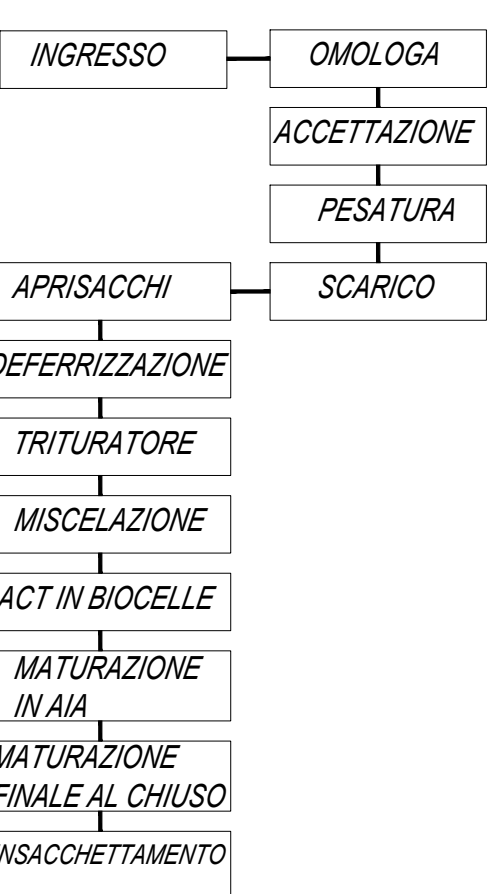 INGRESSO
OMOLOGA
ACCETTAZIONE
PESATURA
SCARICO
APRISACCHI
DEFERRIZZAZIONE
TRITURATORE
MISCELAZIONE
ACT IN BIOCELLE
MATURAZIONE
IN AIA
MATURAZIONE
FINALE AL CHIUSO
INSACCHETTAMENTO